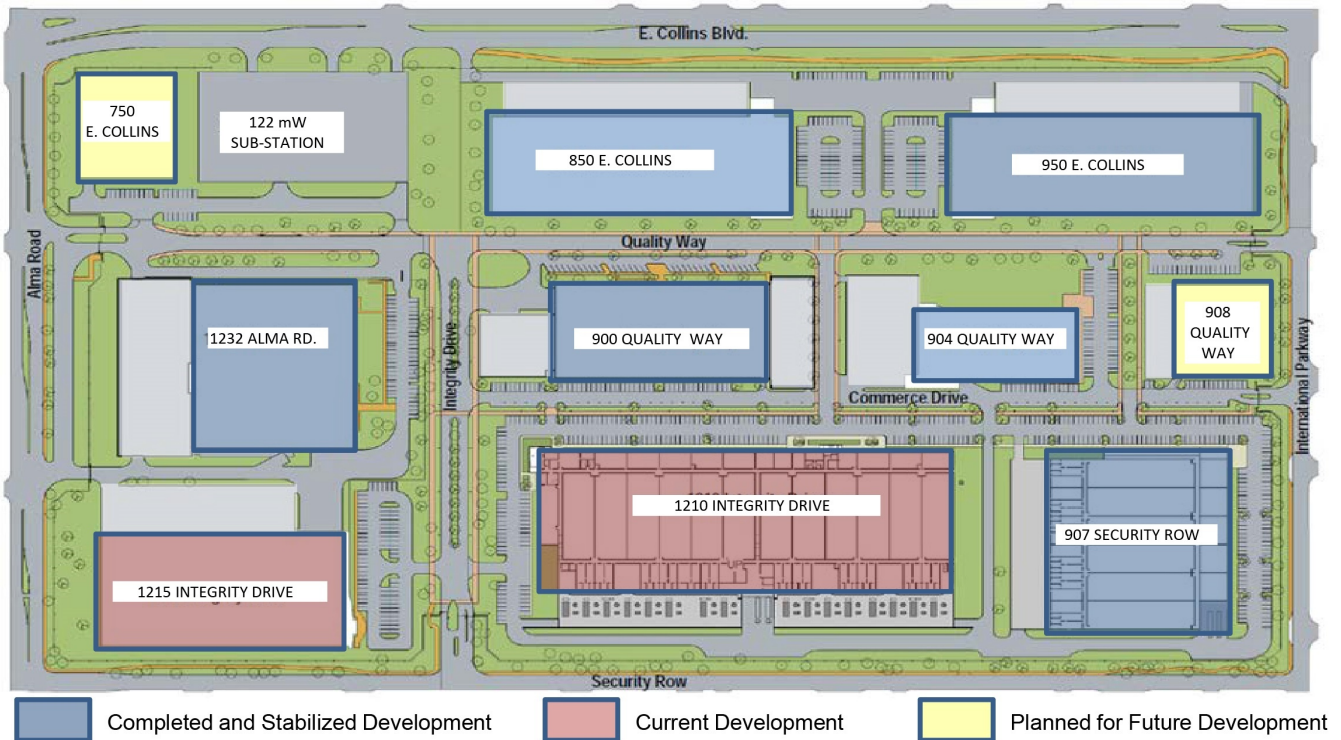 E. Collins Blvd.
750
E. COLLINS
122 mW
SUB-STATION
850 E. COLLINS
950 E. COLLINS
Quality Way
Alma Road
1232 ALMA RD.
Integrity Drive
900 QUALITY WAY
904 QUALITY WAY
908
QUALITY
WAY
International Parkway
Commerce Drive
1210 INTEGRITY DRIVE
907 SECURITY ROW
1215 INTEGRITY DRIVE
Security Row
Completed and Stabilized Development
Current Development
Planned for Future Development